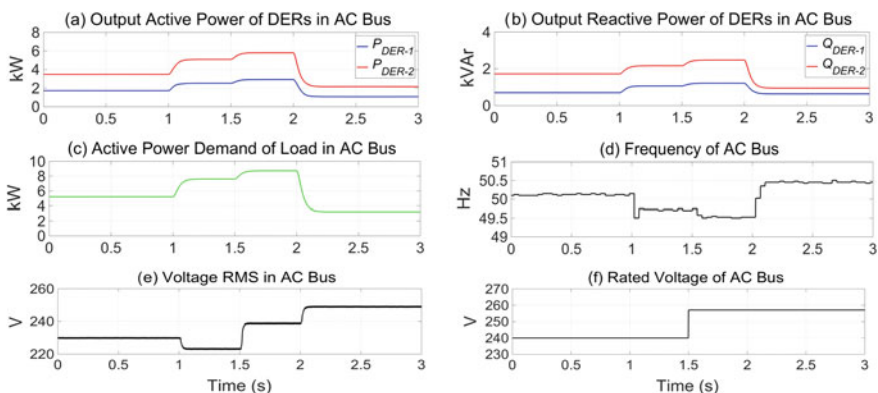 (a) Output Active Power of DERs in AC Bus
kW
8
6
4
2
0
P_DER-1
P_DER-2
0 0.5 1 1.5 2 2.5 3
(b) Output Reactive Power of DERs in AC Bus
kVAr
4
2
0
Q_DER-1
Q_DER-2
0 0.5 1 1.5 2 2.5 3
(c) Active Power Demand of Load in AC Bus
kW
10
8
6
4
2
0
0 0.5 1 1.5 2 2.5 3
(d) Frequency of AC Bus
Hz
51
50.5
50
49.5
49
0 0.5 1 1.5 2 2.5 3
(e) Voltage RMS in AC Bus
V
260
240
220
0 0.5 1 1.5 2 2.5 3
Time (s)
(f) Rated Voltage of AC Bus
V
270
260
250
240
230
0 0.5 1 1.5 2 2.5 3
Time (s)